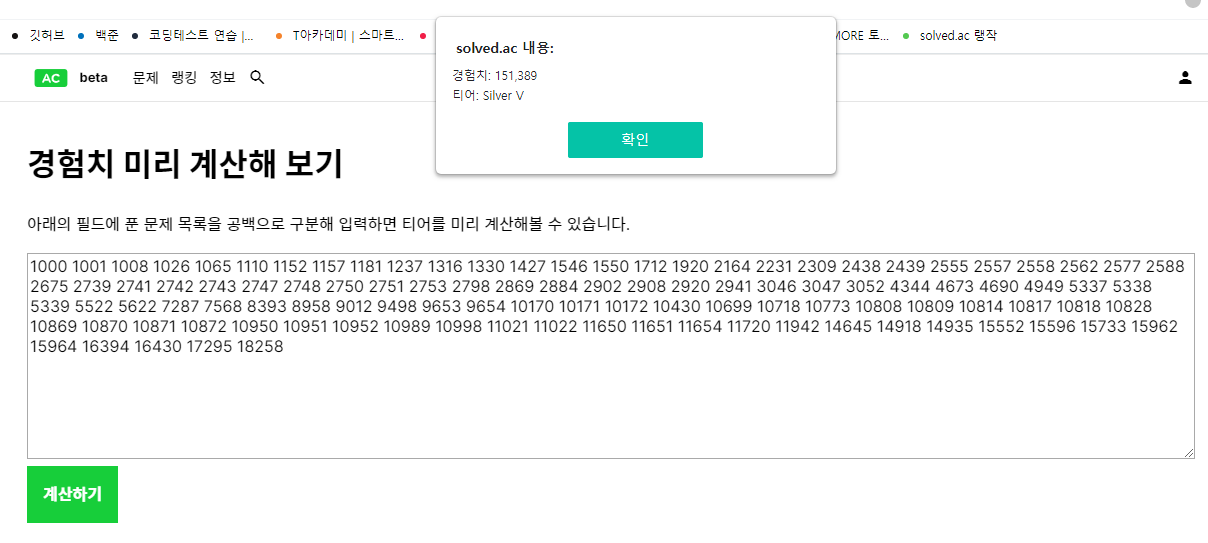 깃허브 백준 코딩테스트 연습 |... T아카데미 | 스마트... MORE 토... solved.ac 랭작
solved.ac 내용:
경험치: 151,389
티어: Silver V
확인
AC beta 문제 랭킹 정보
경험치 미리 계산해 보기
아래의 필드에 푼 문제 목록을 공백으로 구분해 입력하면 티어를 미리 계산해볼 수 있습니다.
1000 1001 1008 1026 1065 1110 1152 1157 1181 1237 1316 1330 1427 1546 1550 1712 1920 2164 2231 2309 2438 2439 2555 2557 2558 2562 2577 2588
2675 2739 2741 2742 2743 2747 2748 2750 2751 2753 2798 2869 2884 2902 2908 2920 2941 3046 3047 3052 4344 4673 4690 4949 5337 5338
5339 5522 5622 7287 7568 8393 8958 9012 9498 9653 9654 10170 10171 10172 10430 10699 10718 10773 10808 10809 10814 10817 10818 10828
10869 10870 10871 10872 10950 10951 10952 10989 10998 11021 11022 11650 11651 11654 11720 11942 14645 14918 14935 15552 15596 15733 15962
15964 16394 16430 17295 18258
계산하기